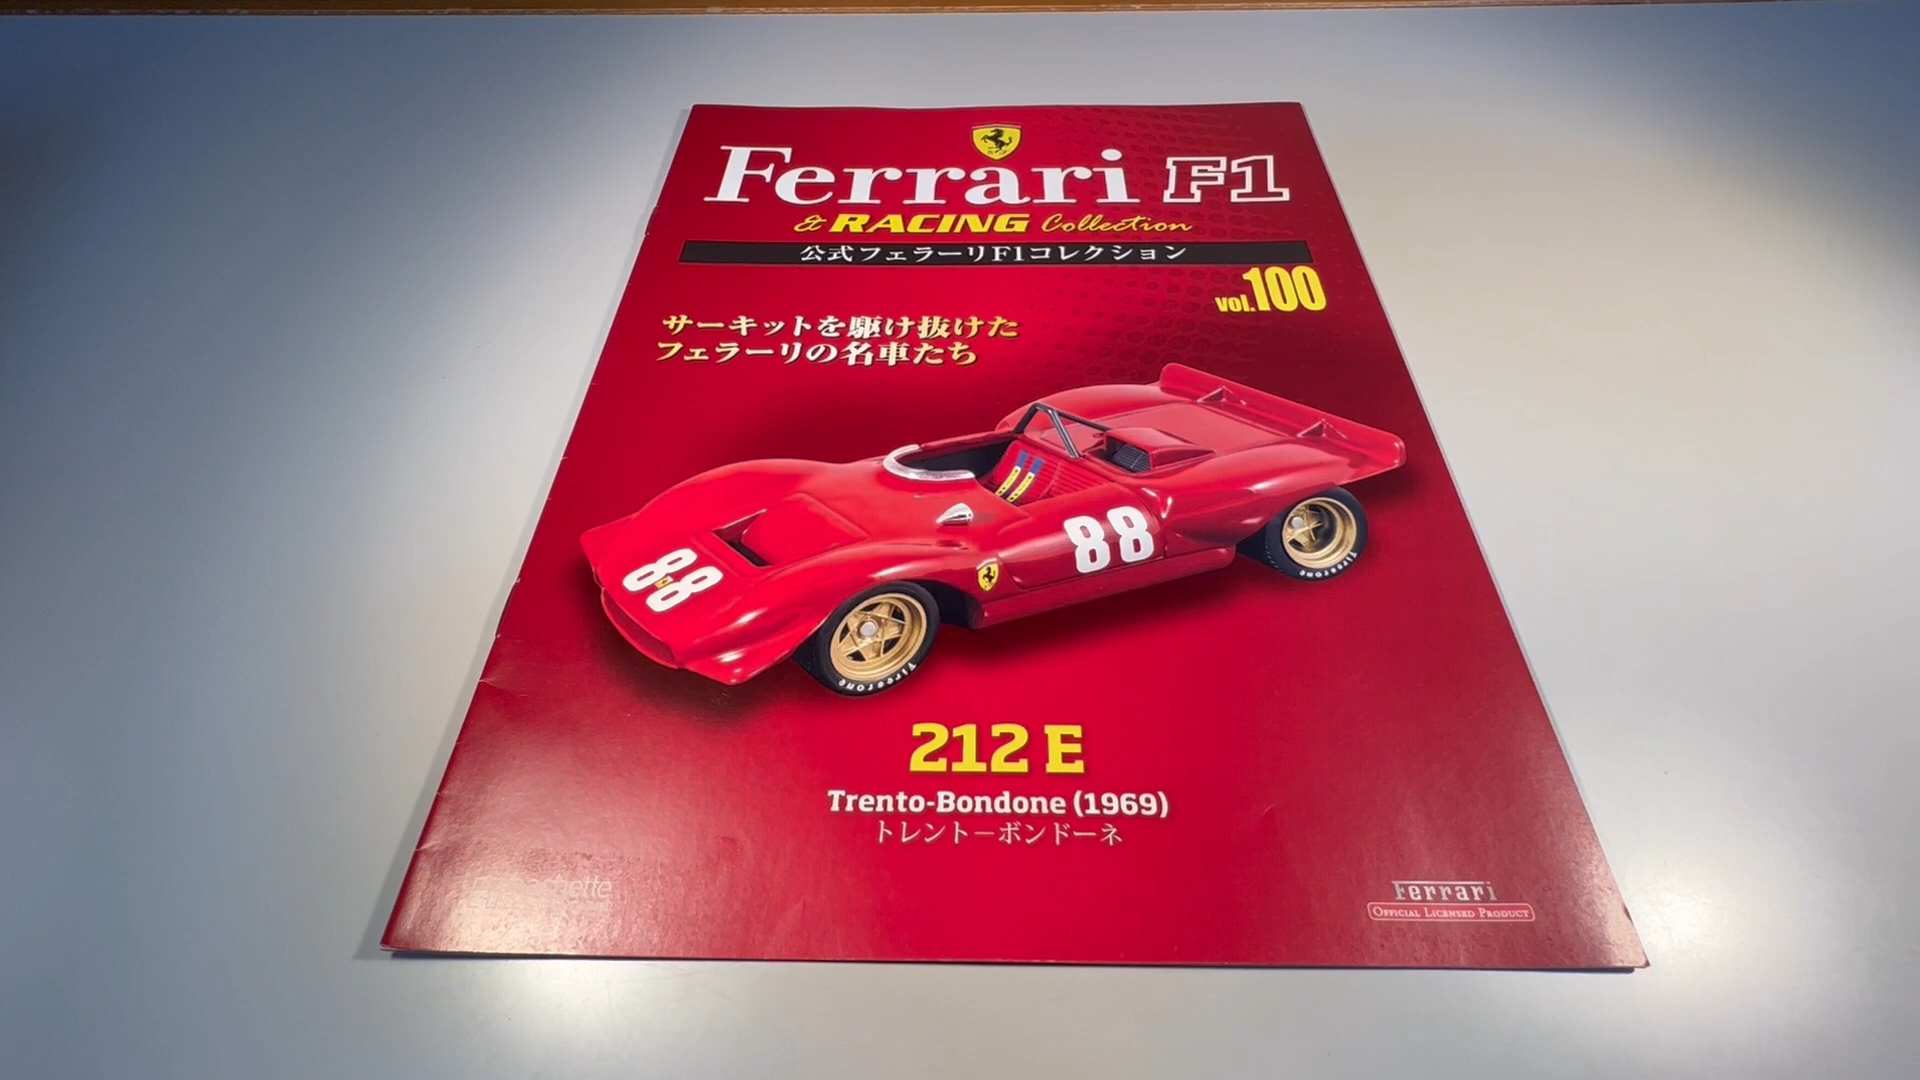 Ferrari F1
& RACING Collection
公式フェラーリF1コレクション
vol.100
サーキットを駆け抜けた
フェラーリの名車たち
88
88
Firestone
Firestone
212 E
Trento-Bondone (1969)
トレントーボンドーネ
hachette
Ferrari
OFFICIAL LICENSED PRODUCT